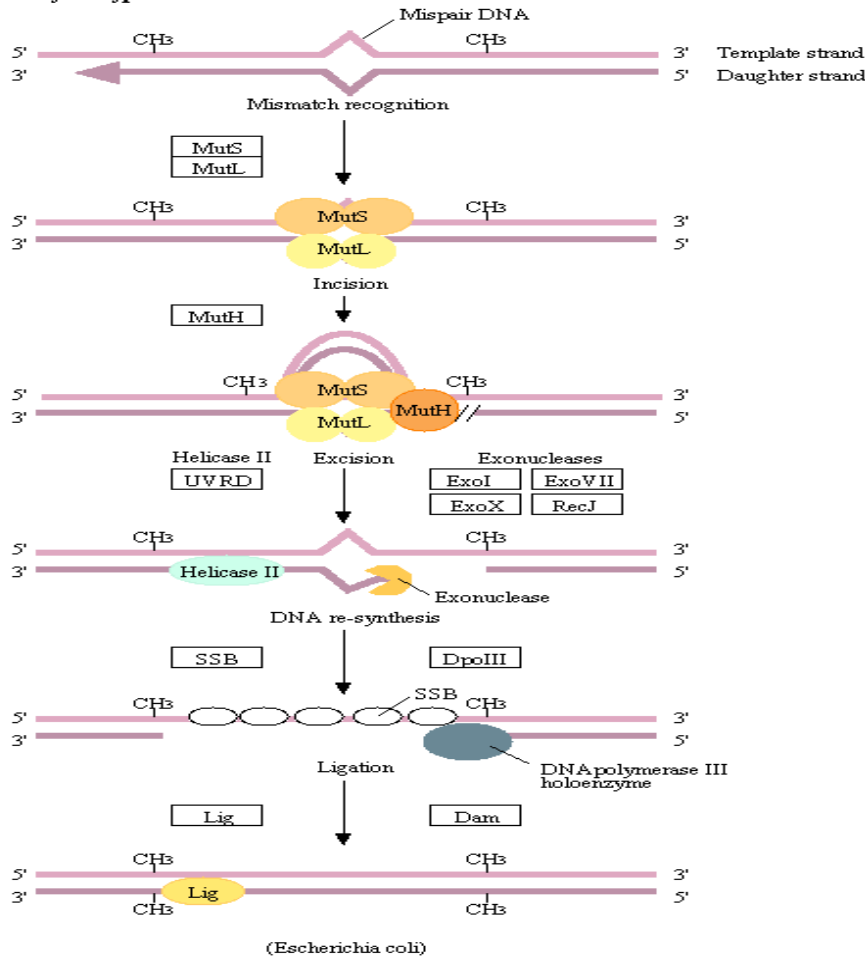 Mispair DNA
CH3 CH3
5' 3' Template strand
3' 5' Daughter strand
Mismatch recognition
MutS
MutL
CH3 CH3
5' MutS 3'
3' MutL 5'
Incision
MutH
CH3 CH3
5' MutS 3'
3' MutL MutH 5'
Helicase II Excision Exonucleases
UVRD ExoI ExoVII
ExoX RecJ
CH3 CH3
5' 3'
3' Helicase II 5'
Exonuclease
DNA re-synthesis
SSB DpoIII
CH3 SSB CH3
5' 3'
3' 5'
Ligation DNA polymerase III
holoenzyme
Lig Dam
CH3 CH3
5' 3'
3' Lig 5'
CH3 CH3
(Escherichia coli)